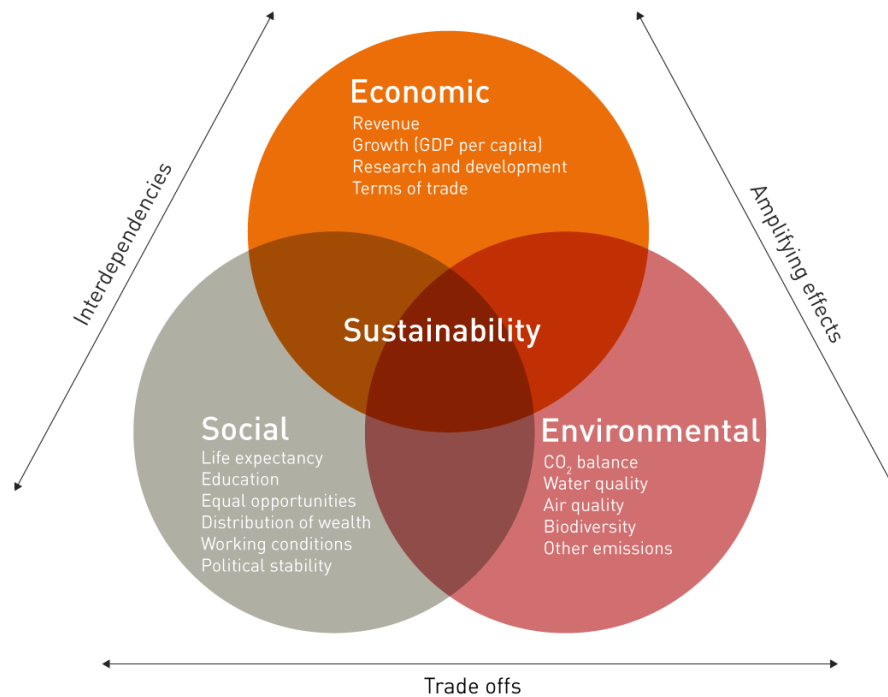 Economic
Revenue
Growth (GDP per capita)
Research and development
Terms of trade
Interdependencies
Amplifying effects
Sustainability
Social
Life expectancy
Education
Equal opportunities
Distribution of wealth
Working conditions
Political stability
Environmental
CO₂ balance
Water quality
Air quality
Biodiversity
Other emissions
Trade offs